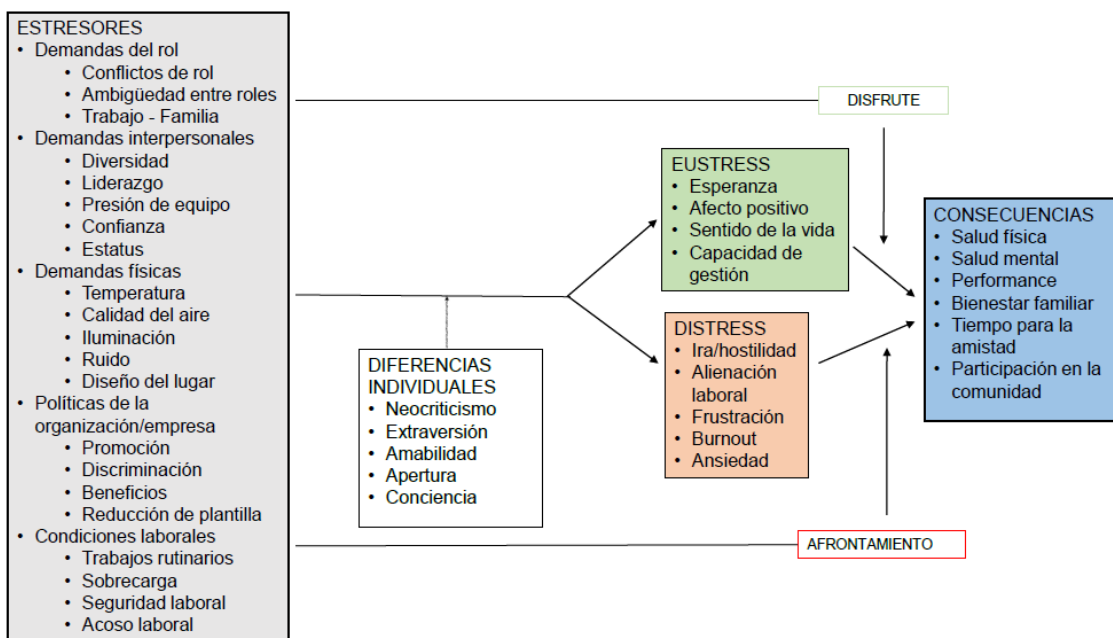 ESTRESORES
• Demandas del rol
• Conflictos de rol
• Ambigüedad entre roles
• Trabajo - Familia
• Demandas interpersonales
• Diversidad
• Liderazgo
• Presión de equipo
• Confianza
• Estatus
• Demandas físicas
• Temperatura
• Calidad del aire
• Iluminación
• Ruido
• Diseño del lugar
• Políticas de la
organización/empresa
• Promoción
• Discriminación
• Beneficios
• Reducción de plantilla
• Condiciones laborales
• Trabajos rutinarios
• Sobrecarga
• Seguridad laboral
• Acoso laboral
DIFERENCIAS
INDIVIDUALES
• Neocriticismo
• Extraversión
• Amabilidad
• Apertura
• Conciencia
DISFRUTE
EUSTRESS
• Esperanza
• Afecto positivo
• Sentido de la vida
• Capacidad de
gestión
DISTRESS
• Ira/hostilidad
• Alienación
laboral
• Frustración
• Burnout
• Ansiedad
AFRONTAMIENTO
CONSECUENCIAS
• Salud física
• Salud mental
• Performance
• Bienestar familiar
• Tiempo para la
amistad
• Participación en la
comunidad